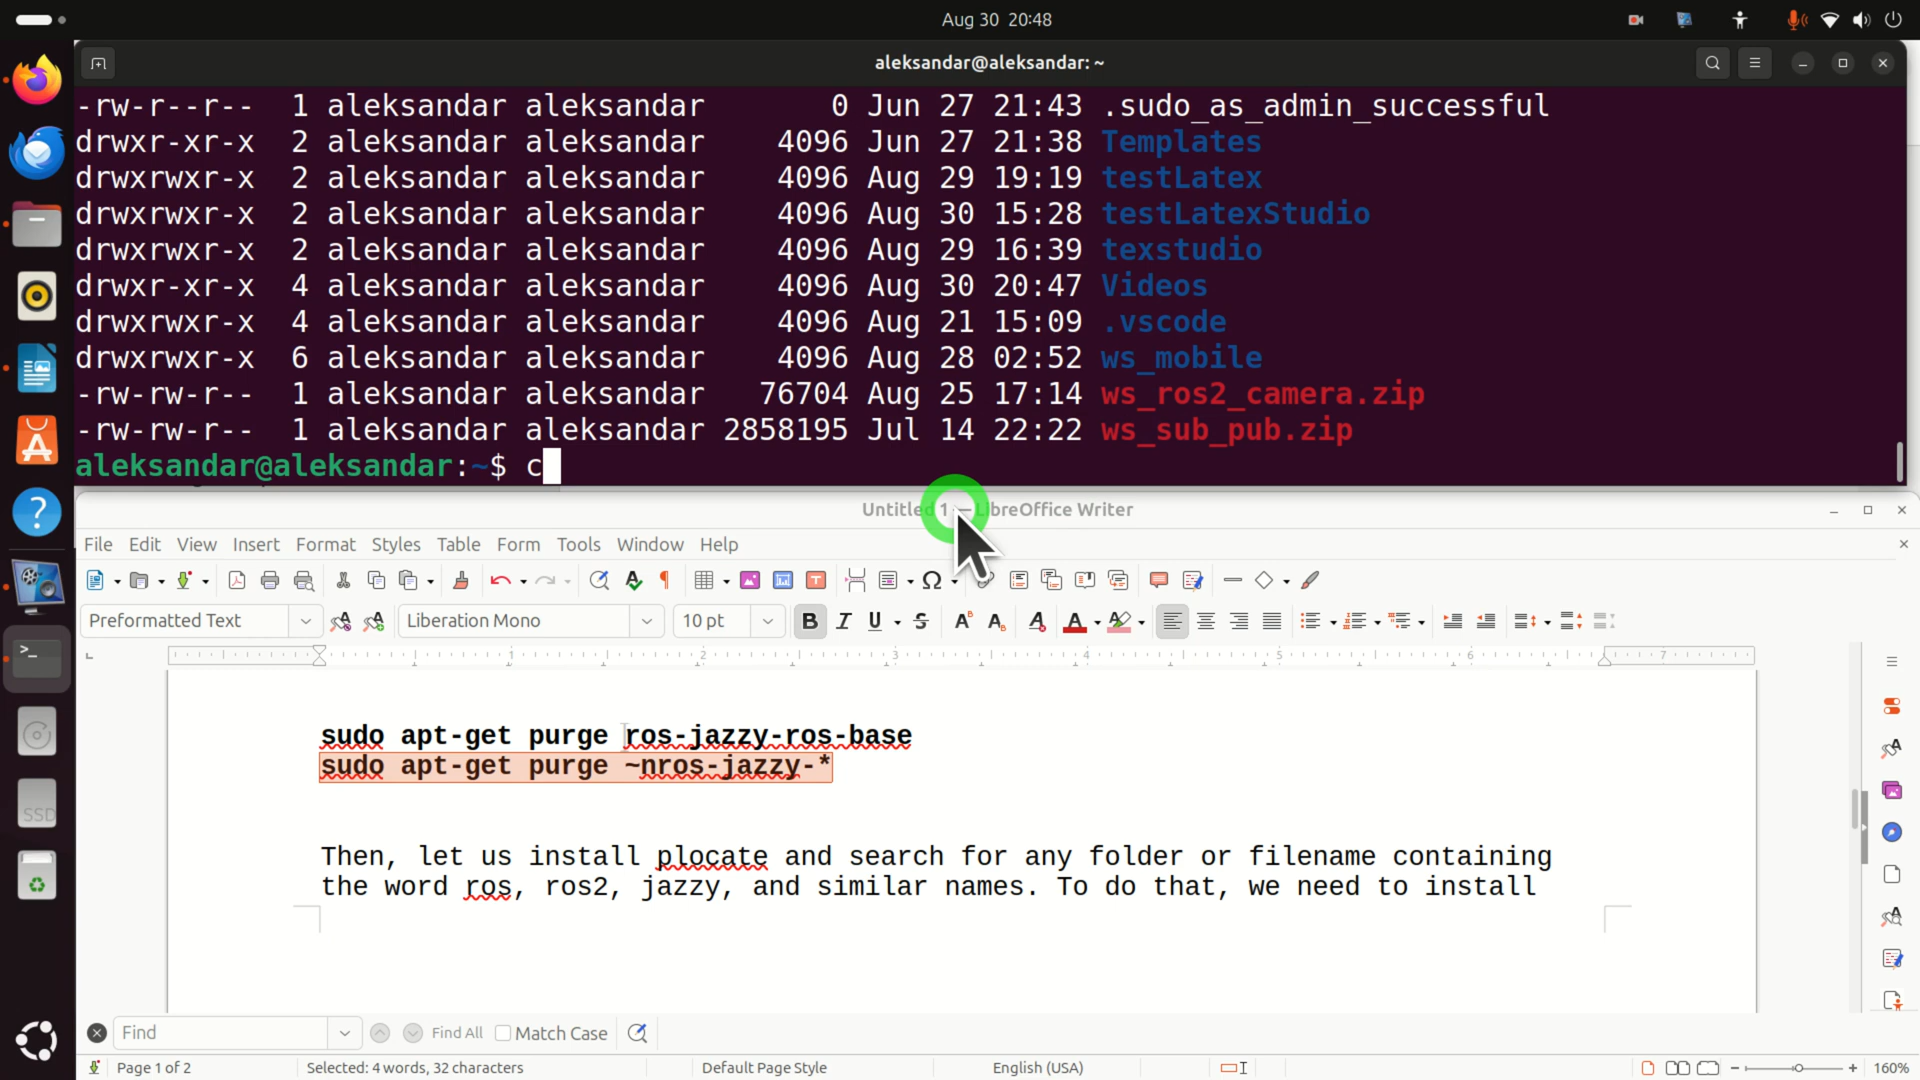 Aug 30 20:48
aleksandar@aleksandar: ~
-rw-r--r-- 1 aleksandar aleksandar 0 Jun 27 21:43 .sudo_as_admin_successful
drwxr-xr-x 2 aleksandar aleksandar 4096 Jun 27 21:38 Templates
drwxrwxr-x 2 aleksandar aleksandar 4096 Aug 29 19:19 testLatex
drwxrwxr-x 2 aleksandar aleksandar 4096 Aug 30 15:28 testLatexStudio
drwxrwxr-x 2 aleksandar aleksandar 4096 Aug 29 16:39 texstudio
drwxr-xr-x 4 aleksandar aleksandar 4096 Aug 30 20:47 Videos
drwxrwxr-x 4 aleksandar aleksandar 4096 Aug 21 15:09 .vscode
drwxrwxr-x 6 aleksandar aleksandar 4096 Aug 28 02:52 ws_mobile
-rw-rw-r-- 1 aleksandar aleksandar 76704 Aug 25 17:14 ws_ros2_camera.zip
-rw-rw-r-- 1 aleksandar aleksandar 2858195 Jul 14 22:22 ws_sub_pub.zip
aleksandar@aleksandar:~$ c
Untitled 1 — LibreOffice Writer
File Edit View Insert Format Styles Table Form Tools Window Help
Preformatted Text Liberation Mono 10 pt
1 2 3 4 5 6 7
sudo apt-get purge ros-jazzy-ros-base
sudo apt-get purge ~nros-jazzy-*
Then, let us install plocate and search for any folder or filename containing
the word ros, ros2, jazzy, and similar names. To do that, we need to install
SSD
Find Find All Match Case
Page 1 of 2 Selected: 4 words, 32 characters Default Page Style English (USA) 160%